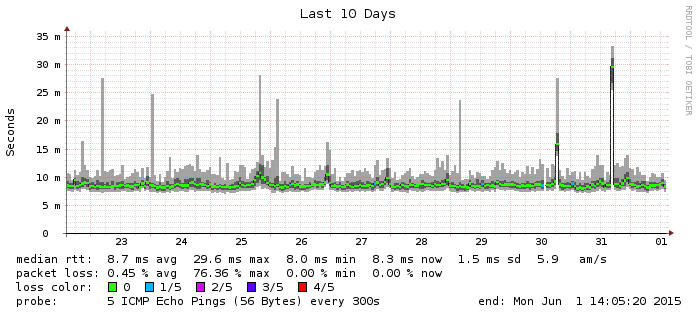 Last 10 Days
RRDTOOL / TOBI OETIKER
Seconds
35 m
30 m
25 m
20 m
15 m
10 m
5 m
0
23 24 25 26 27 28 29 30 31 01
median rtt: 8.7 ms avg 29.6 ms max 8.0 ms min 8.3 ms now 1.5 ms sd 5.9 am/s
packet loss: 0.45 % avg 76.36 % max 0.00 % min 0.00 % now
loss color: 0 1/5 2/5 3/5 4/5
probe: 5 ICMP Echo Pings (56 Bytes) every 300s end: Mon Jun 1 14:05:20 2015